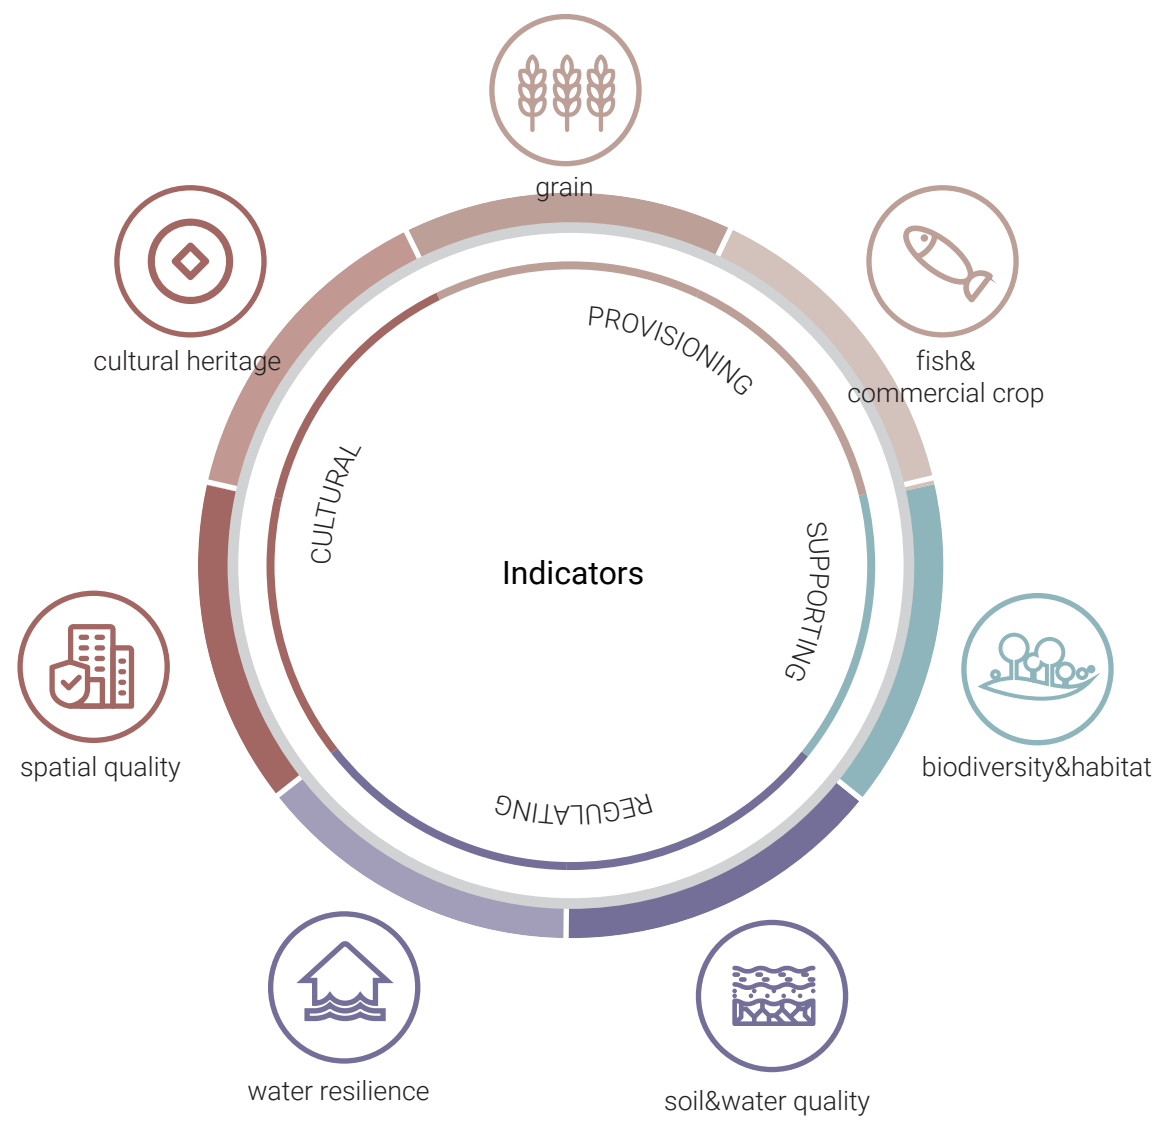 grain
cultural heritage
fish&
commercial crop
PROVISIONING
CULTURAL
SUPPORTING
Indicators
spatial quality
biodiversity&habitat
REGULATING
water resilience
soil&water quality